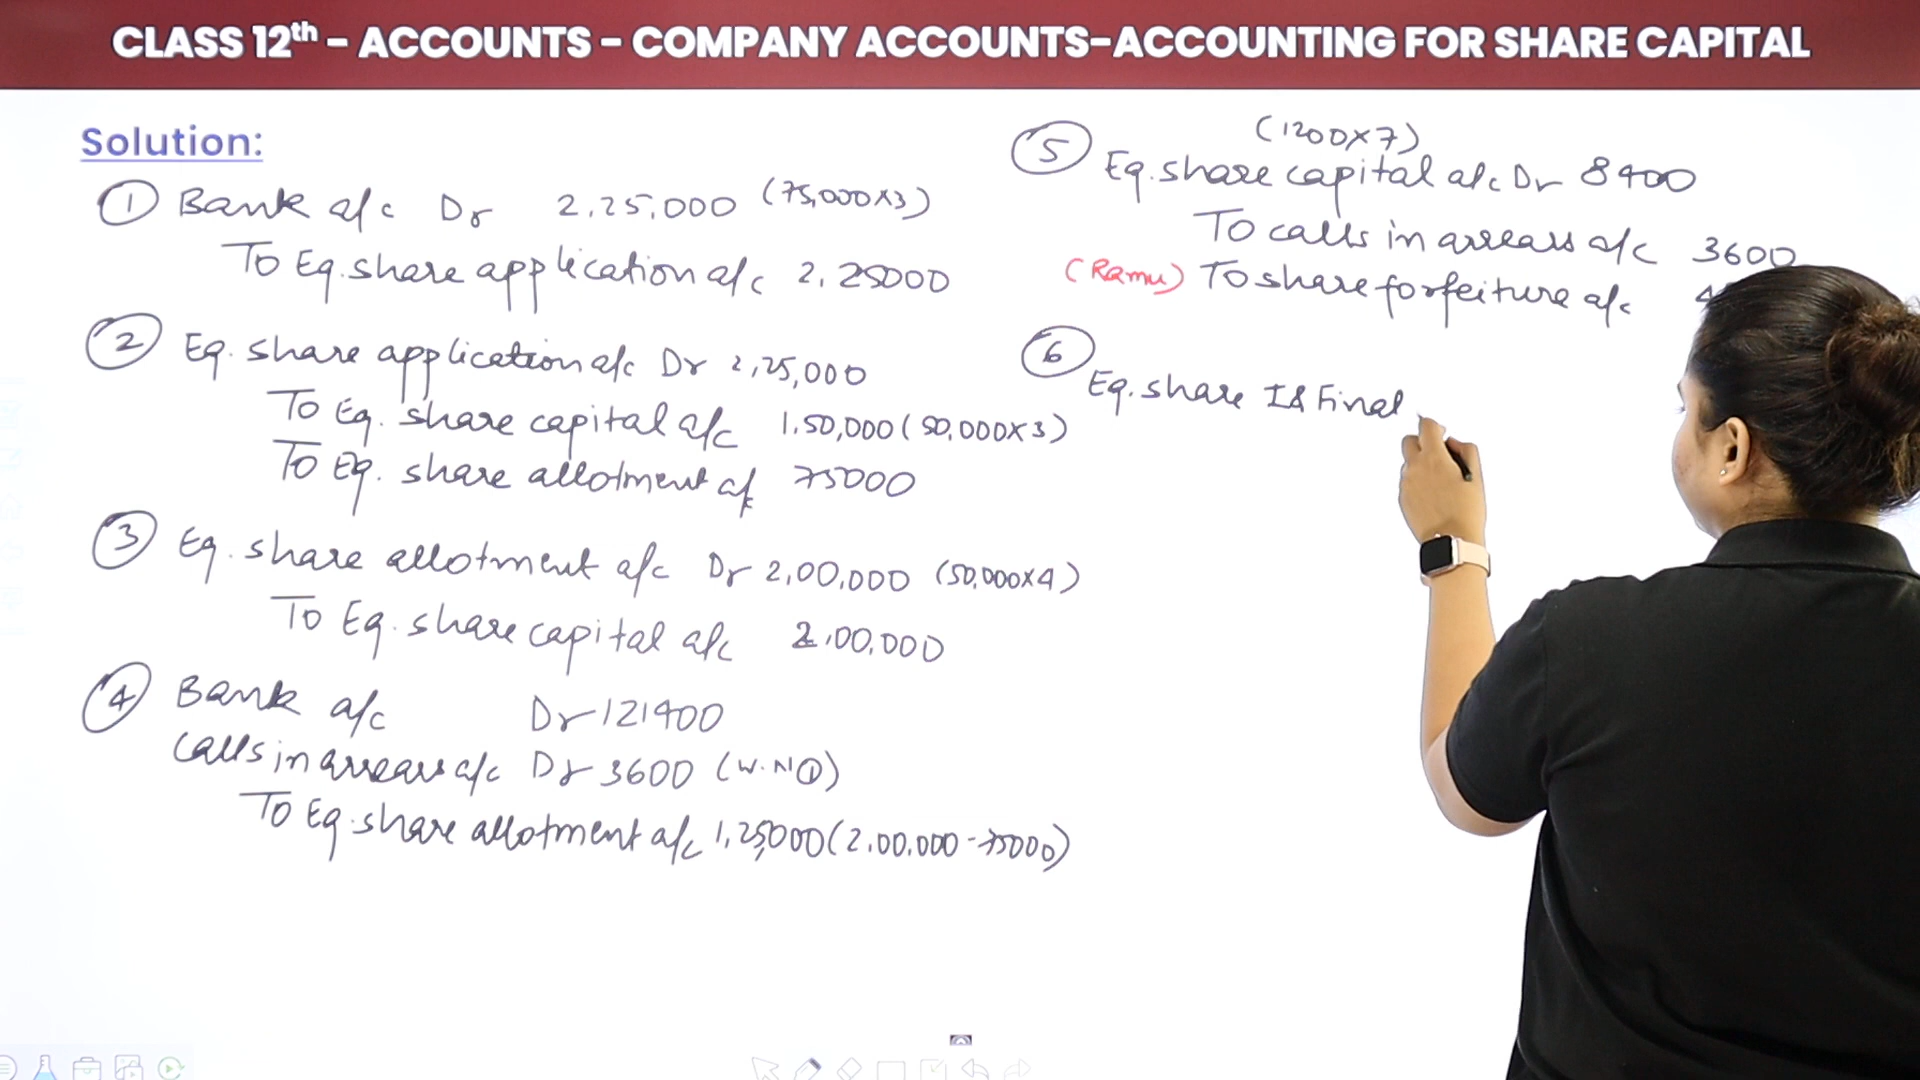 CLASS 12th - ACCOUNTS - COMPANY ACCOUNTS-ACCOUNTING FOR SHARE CAPITAL
Solution:
① Bank a/c Dr 2,25,000 (75,000x3)
To Eq. share application a/c 2,25000
② Eq. share application a/c Dr 2,25,000
To Eq. share capital a/c 1,50,000 (50,000x3)
To Eq. share allotment a/c 75000
③ Eq. share allotment a/c Dr 2,00,000 (50,000x4)
To Eq. share capital a/c 2,00,000
④ Bank a/c Dr 121400
Calls in arrears a/c Dr 3600 (W.N①)
To Eq. share allotment a/c 1,25,000 (2,00,000-75000)
⑤ (1200x7)
Eq. share capital a/c Dr 8400
To calls in arrears a/c 3600
(Ramu) To share forfeiture a/c
⑥ Eq. share I & Final